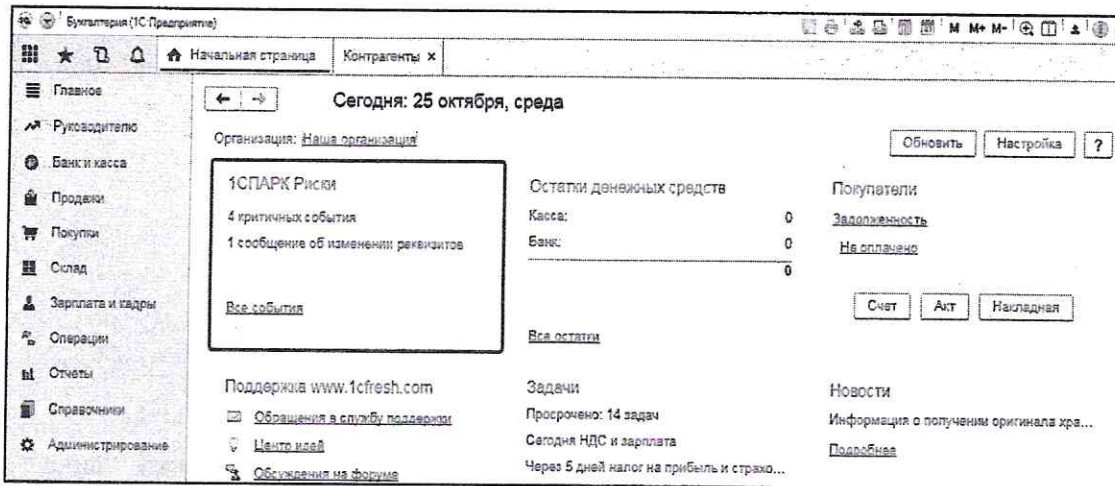 Бухгалтерия (1С:Предприятие)
M M+ M-
Начальная страница
Контрагенты ×
Главное
Руководителю
Банк и касса
Продажи
Покупки
Склад
Зарплата и кадры
Операции
Отчеты
Справочники
Администрирование
Сегодня: 25 октября, среда
Организация: Наша организация
Обновить
Настройка
?
1СПАРК Риски
4 критичных события
1 сообщение об изменении реквизитов
Все события
Остатки денежных средств
Касса: 0
Банк: 0
0
Все остатки
Покупатели
Задолженность
Не оплачено
Счет
Акт
Накладная
Поддержка www.1cfresh.com
Обращения в службу поддержки
Центр идей
Обсуждения на форуме
Задачи
Просрочено: 14 задач
Сегодня НДС и зарплата
Через 5 дней налог на прибыль и страхо...
Новости
Информация о получении оригинала хра...
Подробнее